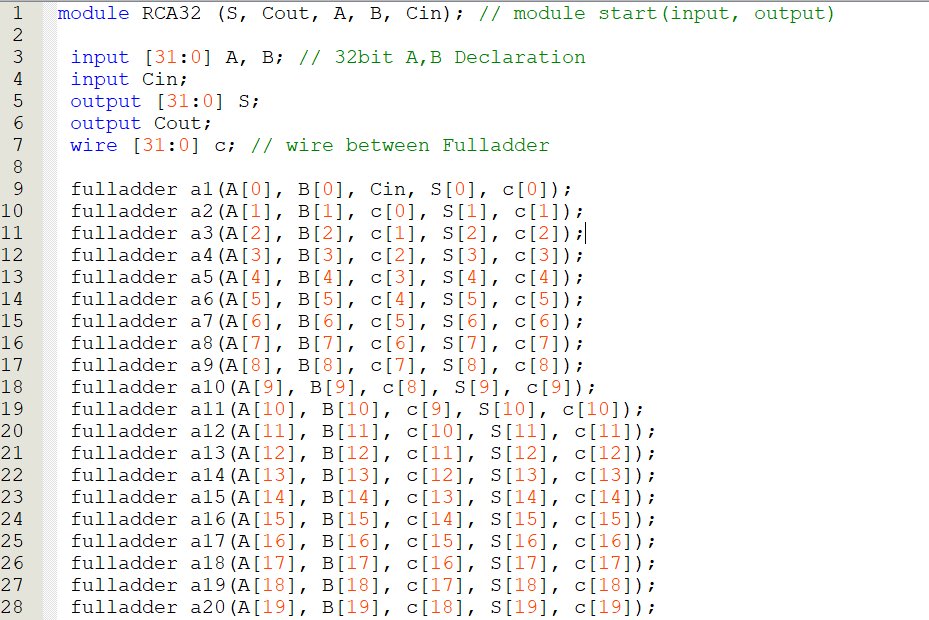 1 module RCA32 (S, Cout, A, B, Cin); // module start(input, output)
2
3 input [31:0] A, B; // 32bit A,B Declaration
4 input Cin;
5 output [31:0] S;
6 output Cout;
7 wire [31:0] c; // wire between Fulladder
8
9 fulladder a1(A[0], B[0], Cin, S[0], c[0]);
10 fulladder a2(A[1], B[1], c[0], S[1], c[1]);
11 fulladder a3(A[2], B[2], c[1], S[2], c[2]);
12 fulladder a4(A[3], B[3], c[2], S[3], c[3]);
13 fulladder a5(A[4], B[4], c[3], S[4], c[4]);
14 fulladder a6(A[5], B[5], c[4], S[5], c[5]);
15 fulladder a7(A[6], B[6], c[5], S[6], c[6]);
16 fulladder a8(A[7], B[7], c[6], S[7], c[7]);
17 fulladder a9(A[8], B[8], c[7], S[8], c[8]);
18 fulladder a10(A[9], B[9], c[8], S[9], c[9]);
19 fulladder a11(A[10], B[10], c[9], S[10], c[10]);
20 fulladder a12(A[11], B[11], c[10], S[11], c[11]);
21 fulladder a13(A[12], B[12], c[11], S[12], c[12]);
22 fulladder a14(A[13], B[13], c[12], S[13], c[13]);
23 fulladder a15(A[14], B[14], c[13], S[14], c[14]);
24 fulladder a16(A[15], B[15], c[14], S[15], c[15]);
25 fulladder a17(A[16], B[16], c[15], S[16], c[16]);
26 fulladder a18(A[17], B[17], c[16], S[17], c[17]);
27 fulladder a19(A[18], B[18], c[17], S[18], c[18]);
28 fulladder a20(A[19], B[19], c[18], S[19], c[19]);